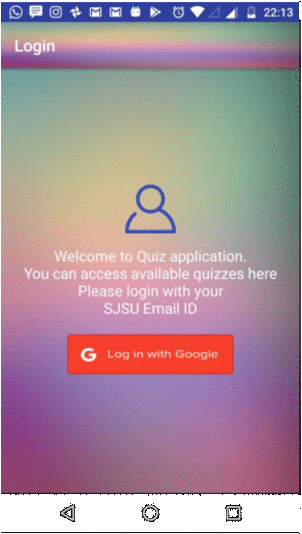 22:13
Login
Welcome to Quiz application.
You can access available quizzes here
Please login with your
SJSU Email ID
G Log in with Google